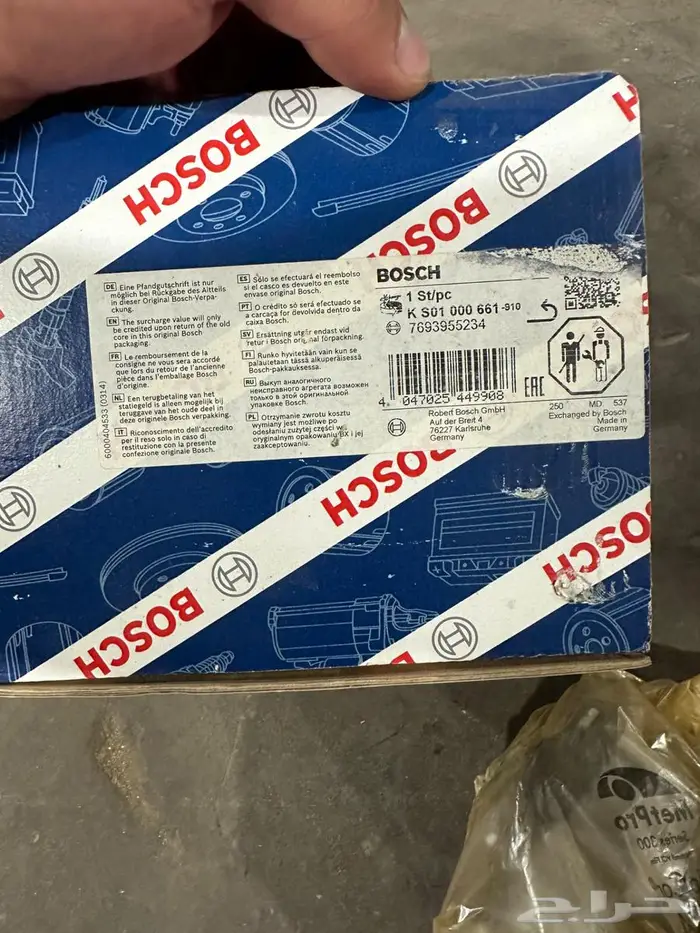 BOSCH
BOSCH
DE Eine Pfandgutschrift ist nur
möglich bei Rückgabe des Altteils
in dieser Original Bosch-Verpa-
ckung.
EN The surcharge value will only
be credited upon return of the old
core in this original Bosch
packaging.
FR Le remboursement de la
consigne ne vous sera accordé
que lors du retour de l'ancienne
pièce dans l'emballage Bosch
d'origine.
NL Een terugbetaling van het
statiegeld is alleen mogelijk bij
teruggave van het oude deel in
deze originele Bosch verpakking.
IT Riconoscimento dell'accredito
per il reso solo in caso di
restituzione con la presente
confezione originale Bosch.
6000404533 (0314)
ES Sólo se efectuará el reembolso
si el casco es devuelto en este
envase original Bosch.
PT O crédito só será efectuado se
a carcaça for devolvida dentro da
caixa Bosch.
SV Ersättning utgår endast vid
retur i Bosch originalförpackning.
FI Runko hyvitetään vain kun se
palautetaan tässä alkuperäisessä
Bosch-pakkauksessa.
RU Выкуп аналогичного
неисправного агрегата возможен
только в этой оригинальной
упаковке Bosch.
PL Otrzymanie zwrotu kosztu
wymiany jest możliwe po
odesłaniu zużytej części w
oryginalnym opakowaniu BX i jej
zaakceptowaniu.
BOSCH
1 St/pc
K S01 000 661-910
7693955234
4 047025 449908
EAC
Robert Bosch GmbH
Auf der Breit 4
76227 Karlsruhe
Germany
250 MD 537
Exchanged by Bosch
Made in
Germany
BOSCH
BOSCH
BOSCH
MetPro
Series 300
حراج